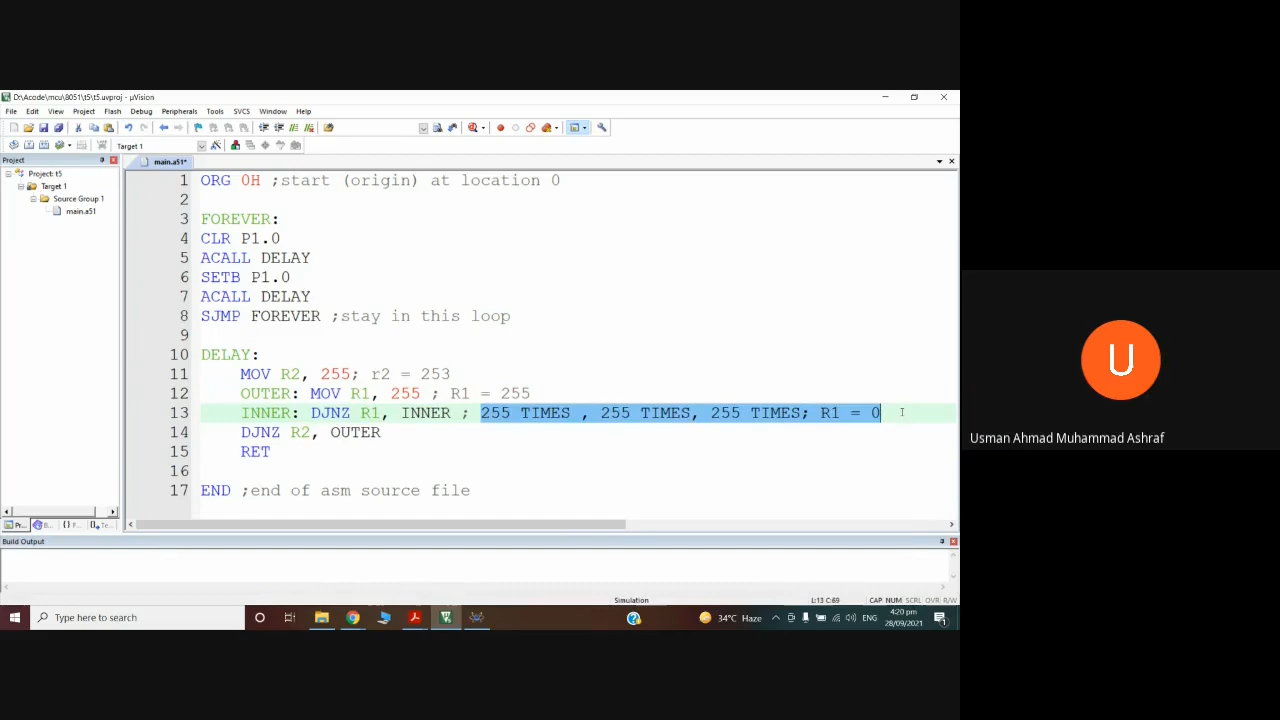 D:\Acode\mcu\8051\t5\t5.uvproj - µVision
File Edit View Project Flash Debug Peripherals Tools SVCS Window Help
Target 1
Project
main.a51*
Project: t5
Target 1
Source Group 1
main.a51
1 ORG 0H ;start (origin) at location 0
2
3 FOREVER:
4 CLR P1.0
5 ACALL DELAY
6 SETB P1.0
7 ACALL DELAY
8 SJMP FOREVER ;stay in this loop
9
10 DELAY:
11 MOV R2, 255; r2 = 253
12 OUTER: MOV R1, 255 ; R1 = 255
13 INNER: DJNZ R1, INNER ; 255 TIMES , 255 TIMES, 255 TIMES; R1 = 0
14 DJNZ R2, OUTER
15 RET
16
17 END ;end of asm source file
Pr... B... {} F... Te...
Build Output
Simulation L:13 C:69 CAP NUM SCRL OVR R/W
Type here to search
34°C Haze
ENG
4:20 pm
28/09/2021
1
U
Usman Ahmad Muhammad Ashraf